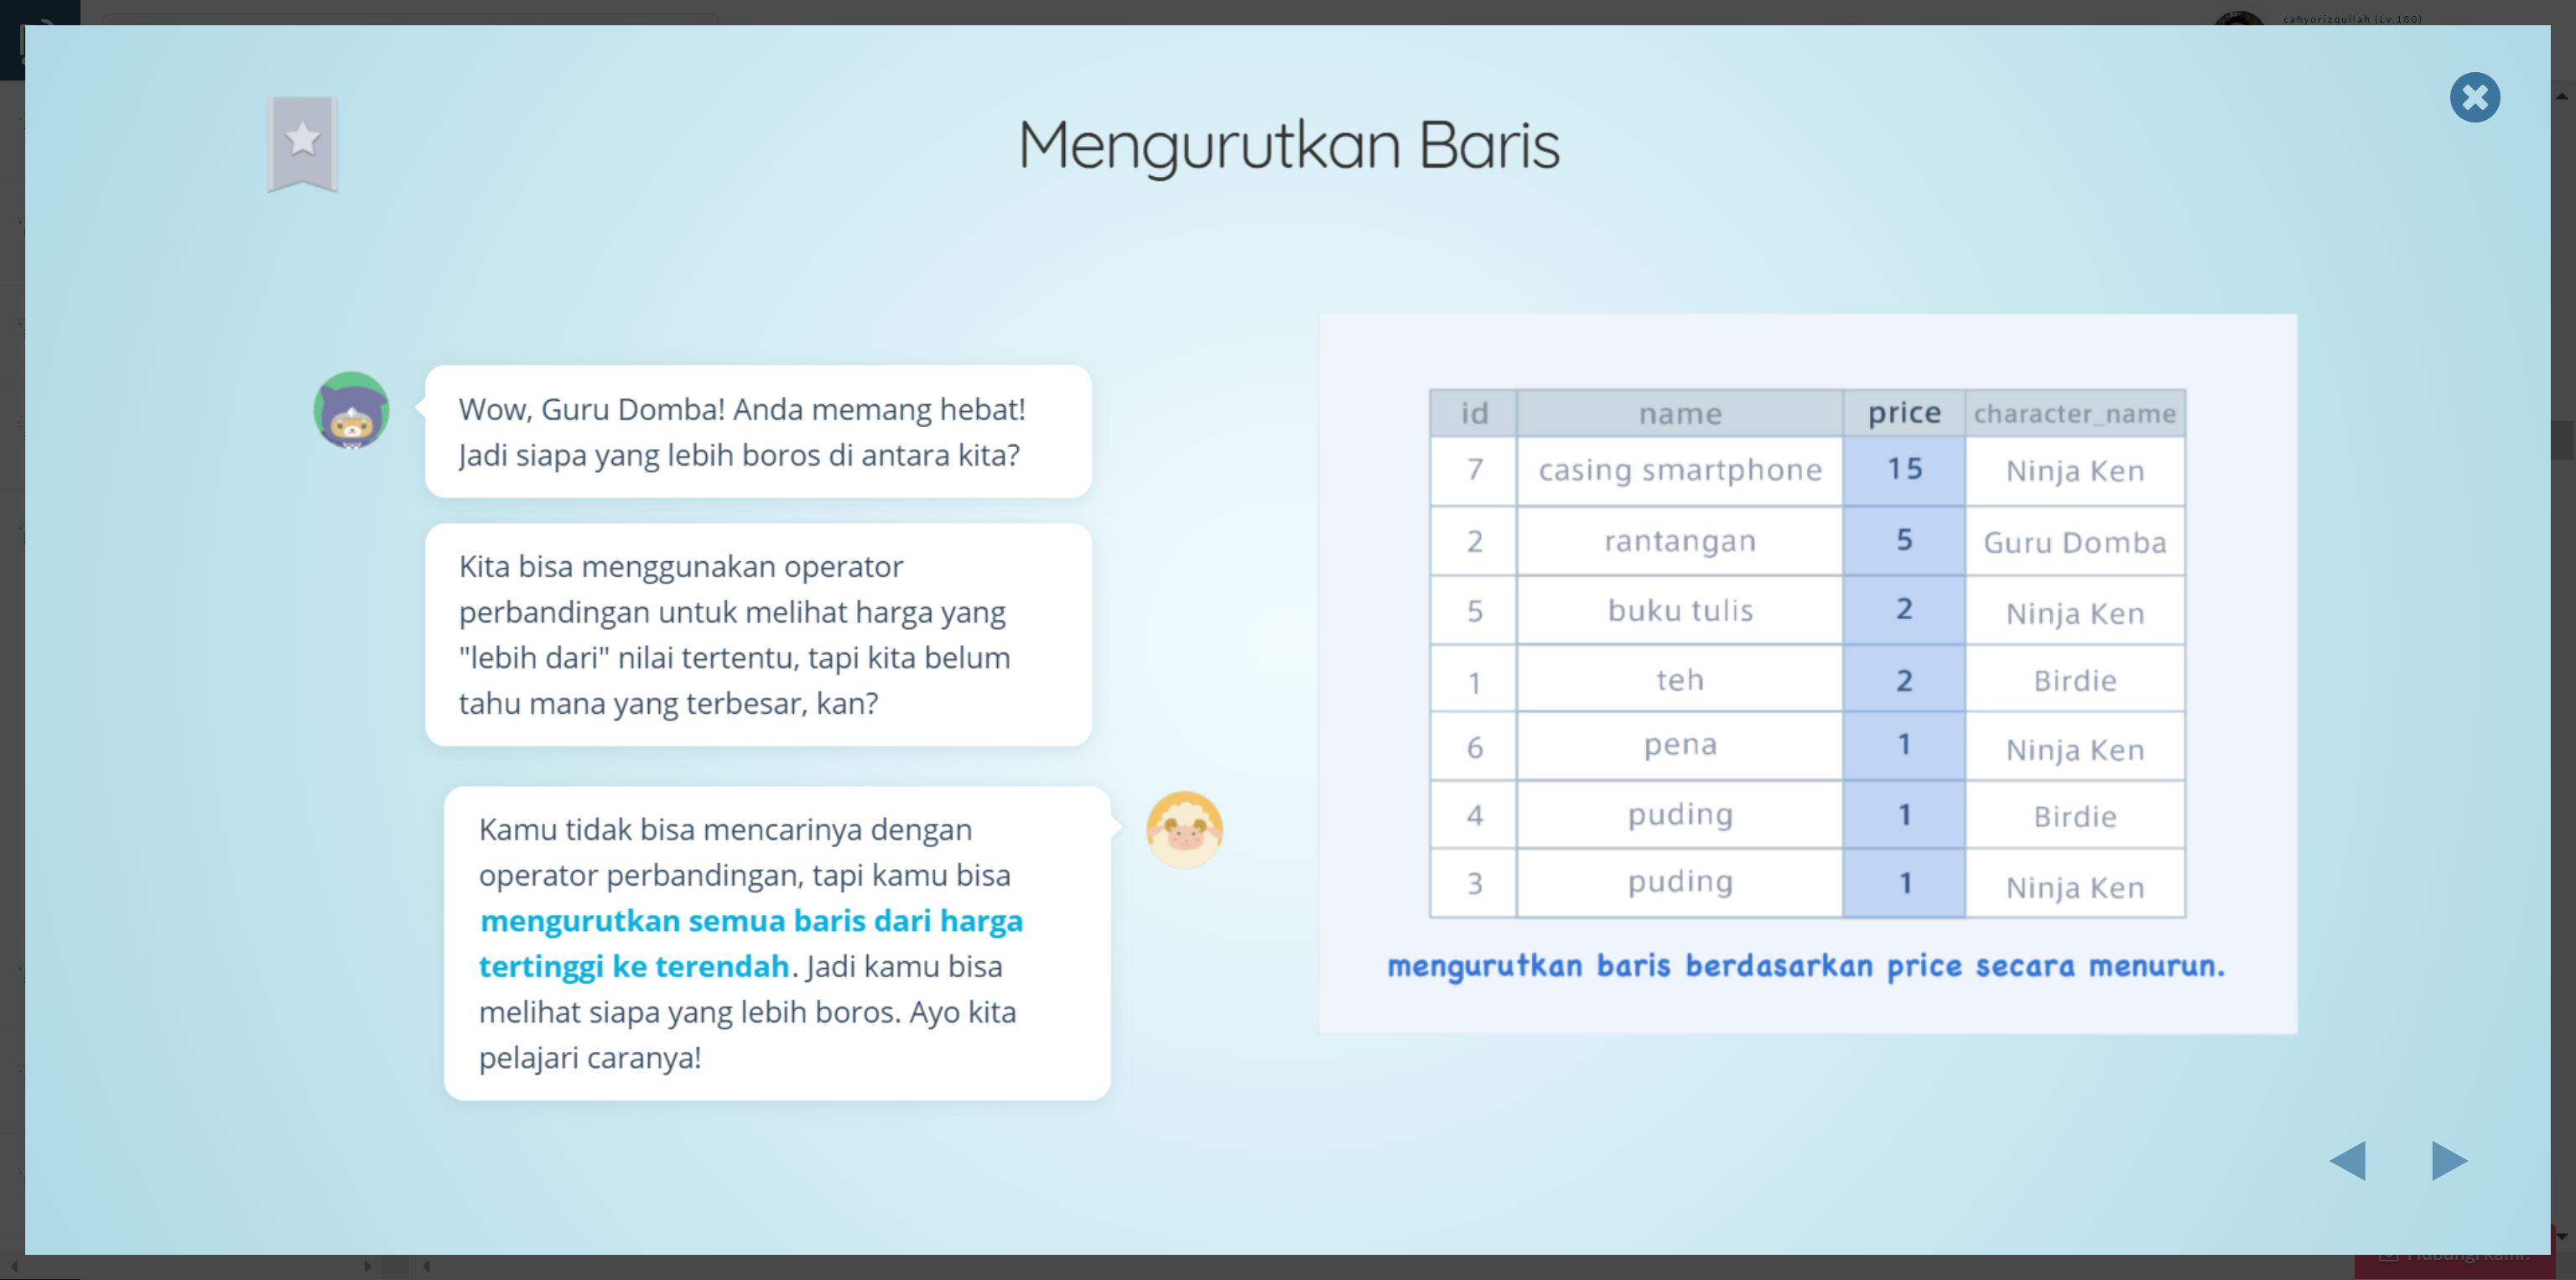 cahyorizqullah (Lv.180)
Mengurutkan Baris
Wow, Guru Domba! Anda memang hebat!
Jadi siapa yang lebih boros di antara kita?
Kita bisa menggunakan operator
perbandingan untuk melihat harga yang
"lebih dari" nilai tertentu, tapi kita belum
tahu mana yang terbesar, kan?
Kamu tidak bisa mencarinya dengan
operator perbandingan, tapi kamu bisa
mengurutkan semua baris dari harga
tertinggi ke terendah. Jadi kamu bisa
melihat siapa yang lebih boros. Ayo kita
pelajari caranya!
id name price character_name
7 casing smartphone 15 Ninja Ken
2 rantangan 5 Guru Domba
5 buku tulis 2 Ninja Ken
1 teh 2 Birdie
6 pena 1 Ninja Ken
4 puding 1 Birdie
3 puding 1 Ninja Ken
mengurutkan baris berdasarkan price secara menurun.